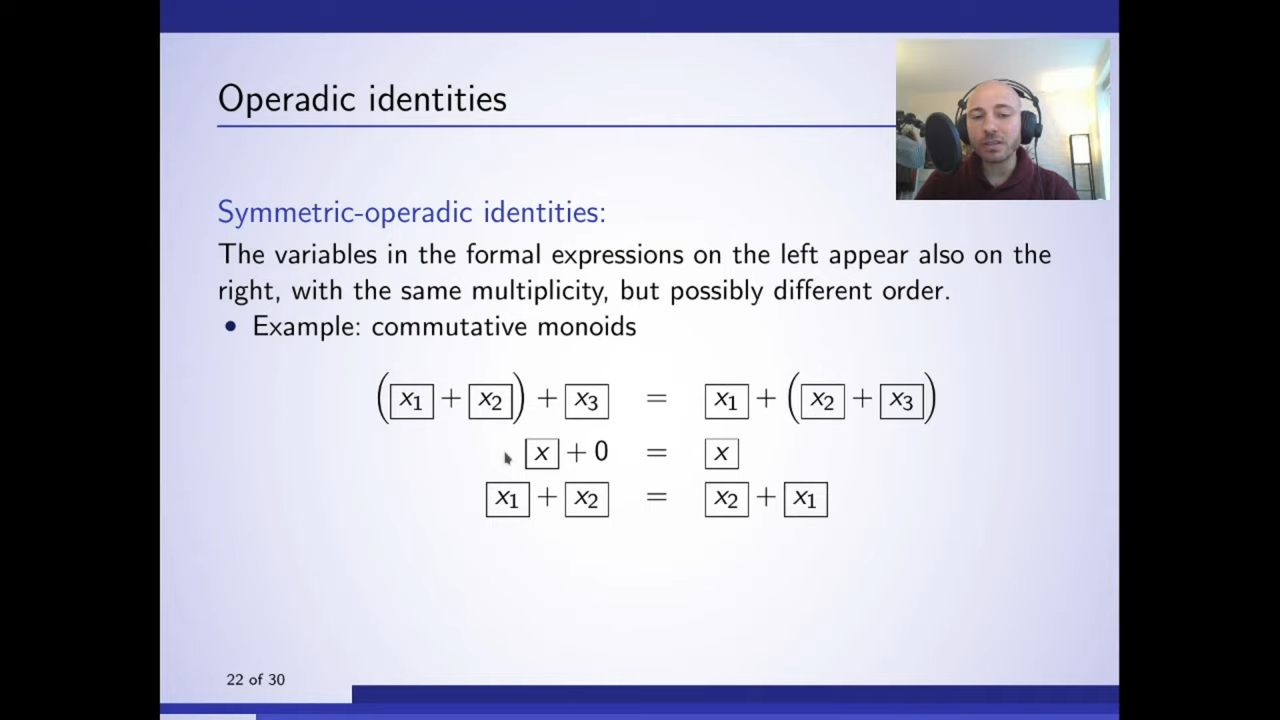 Operadic identities
Symmetric-operadic identities:
The variables in the formal expressions on the left appear also on the
right, with the same multiplicity, but possibly different order.
• Example: commutative monoids
(x₁ + x₂) + x₃ = x₁ + (x₂ + x₃)
x + 0 = x
x₁ + x₂ = x₂ + x₁
22 of 30